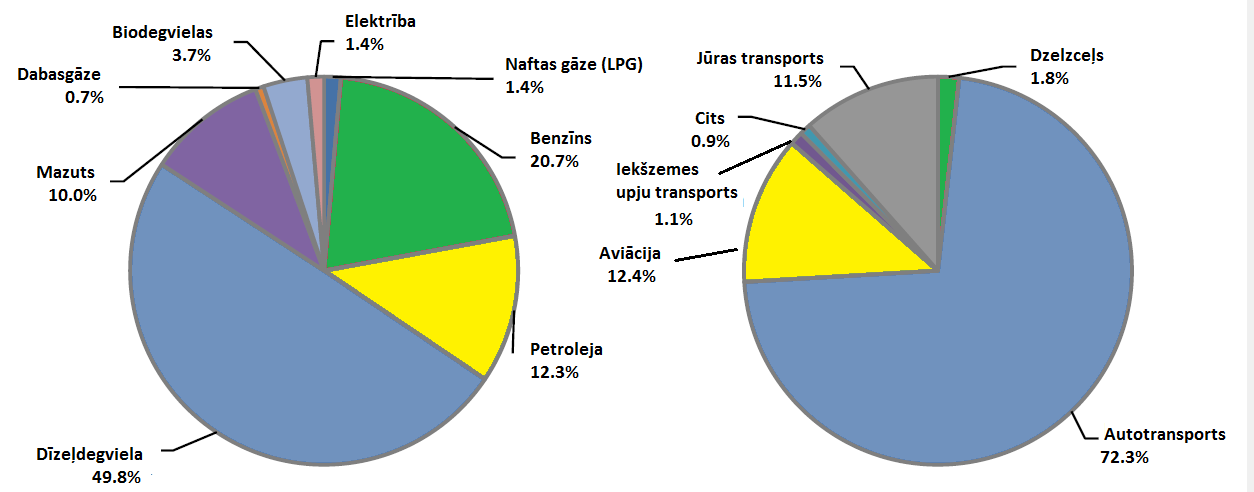 Elektrība
1.4%
Biodegvielas
3.7%
Dabasgāze
0.7%
Naftas gāze (LPG)
1.4%
Benzīns
20.7%
Mazuts
10.0%
Petroleja
12.3%
Dīzeļdegviela
49.8%
Jūras transports
11.5%
Dzelzceļš
1.8%
Cits
0.9%
Iekšzemes
upju transports
1.1%
Aviācija
12.4%
Autotransports
72.3%